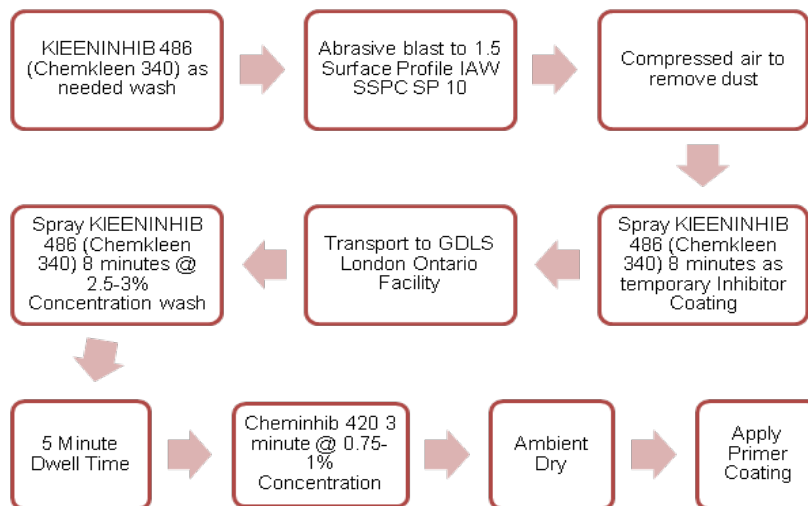 KIEENINHIB 486
(Chemkleen 340) as
needed wash
Abrasive blast to 1.5
Surface Profile IAW
SSPC SP 10
Compressed air to
remove dust
Spray KIEENINHIB
486 (Chemkleen
340) 8 minutes as
temporary Inhibitor
Coating
Transport to GDLS
London Ontario
Facility
Spray KIEENINHIB
486 (Chemkleen
340) 8 minutes @
2.5-3%
Concentration wash
5 Minute
Dwell Time
Cheminhib 420 3
minute @ 0.75-
1%
Concentration
Ambient
Dry
Apply
Primer
Coating